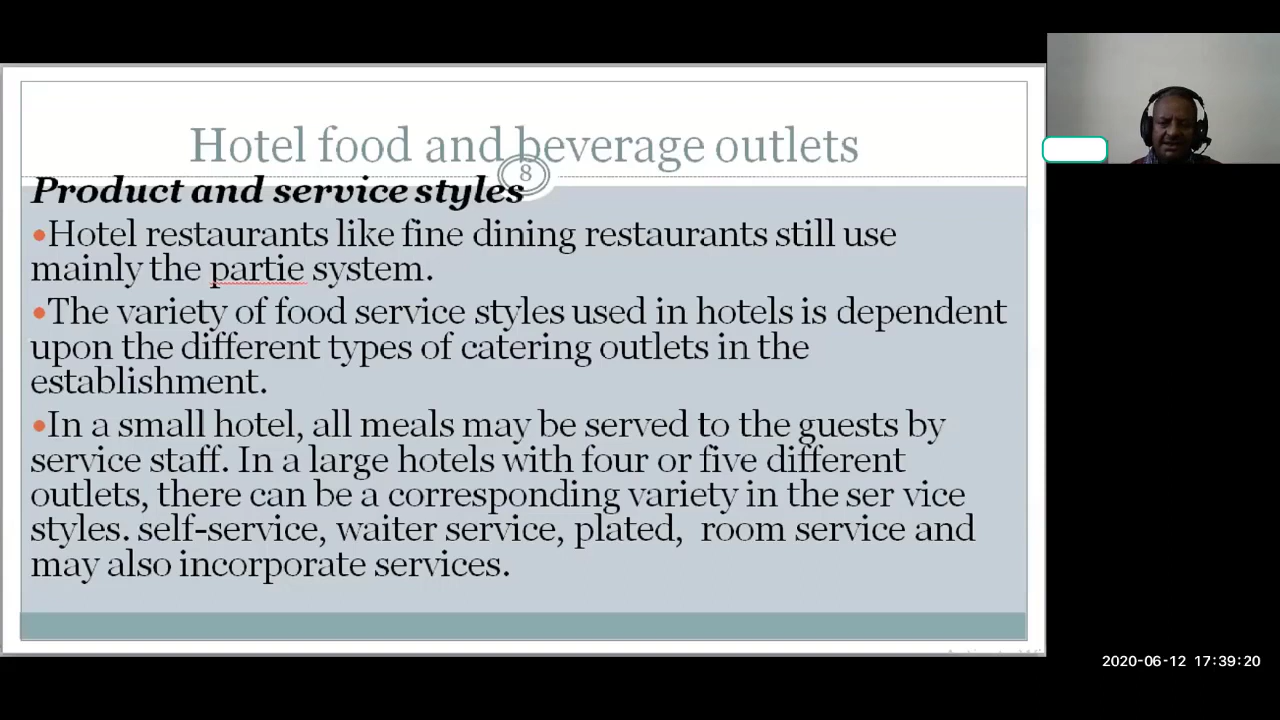 Hotel food and beverage outlets
8
Product and service styles
•Hotel restaurants like fine dining restaurants still use
mainly the partie system.
•The variety of food service styles used in hotels is dependent
upon the different types of catering outlets in the
establishment.
•In a small hotel, all meals may be served to the guests by
service staff. In a large hotels with four or five different
outlets, there can be a corresponding variety in the ser vice
styles. self-service, waiter service, plated,  room service and
may also incorporate services.
2020-06-12 17:39:20